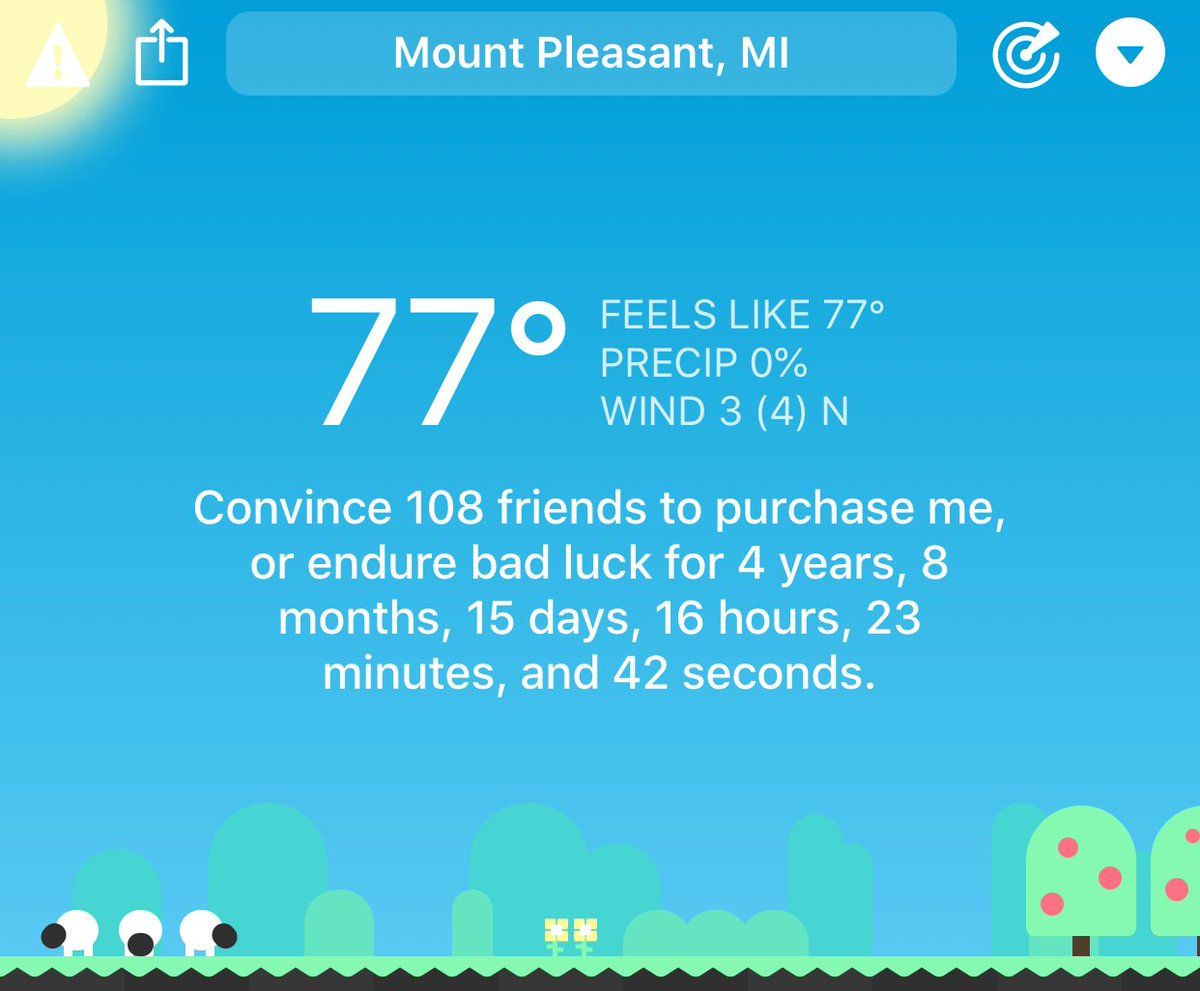 Mount Pleasant, MI
77°
FEELS LIKE 77°
PRECIP 0%
WIND 3 (4) N
Convince 108 friends to purchase me,
or endure bad luck for 4 years, 8
months, 15 days, 16 hours, 23
minutes, and 42 seconds.